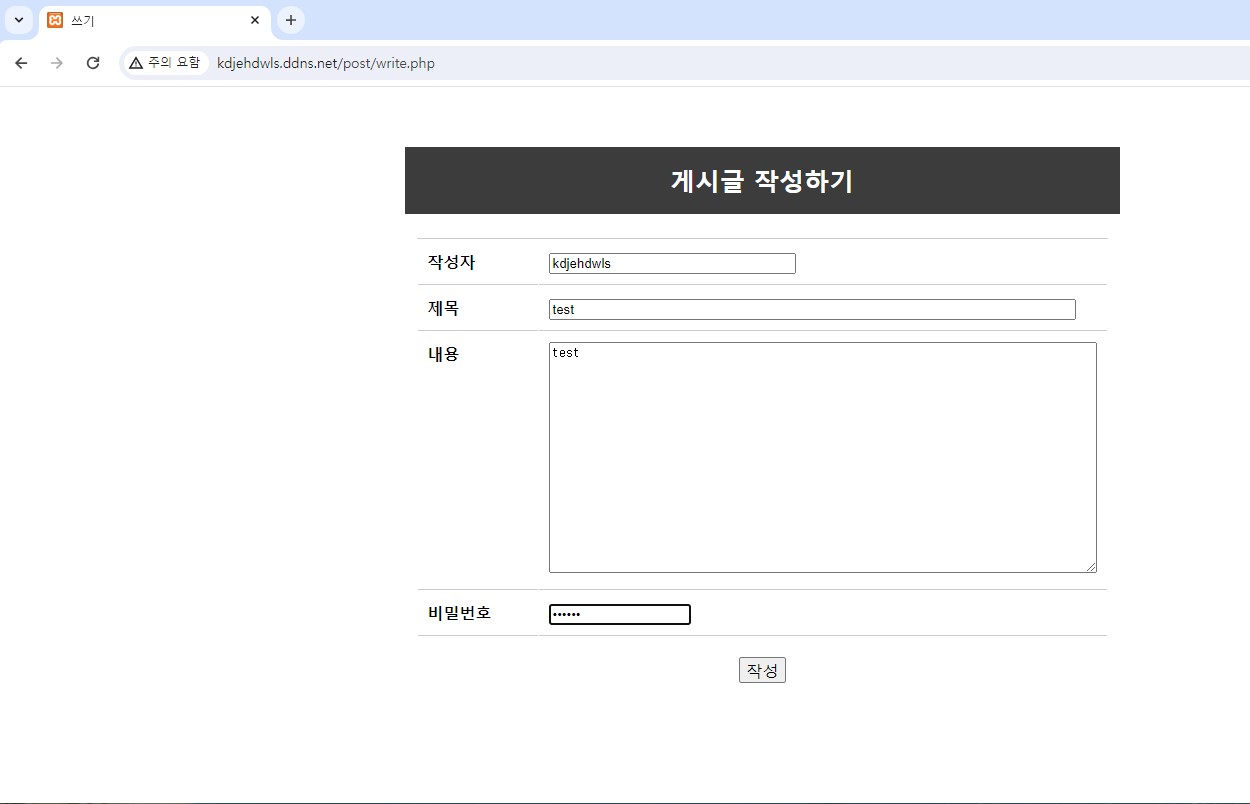 쓰기
주의 요함 kdjehdwls.ddns.net/post/write.php
게시글 작성하기
작성자 kdjehdwls
제목 test
내용 test
비밀번호 ••••••
작성